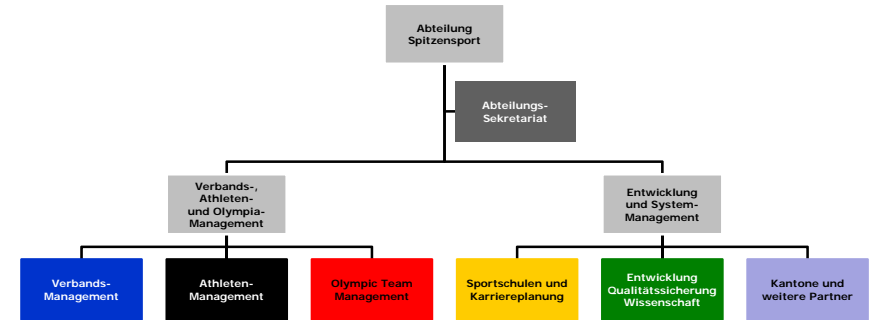 Abteilung
Spitzensport
Abteilungs-
Sekretariat
Verbands-,
Athleten-
und Olympia-
Management
Entwicklung
und System-
Management
Verbands-
Management
Athleten-
Management
Olympic Team
Management
Sportschulen und
Karriereplanung
Entwicklung
Qualitätssicherung
Wissenschaft
Kantone und
weitere Partner